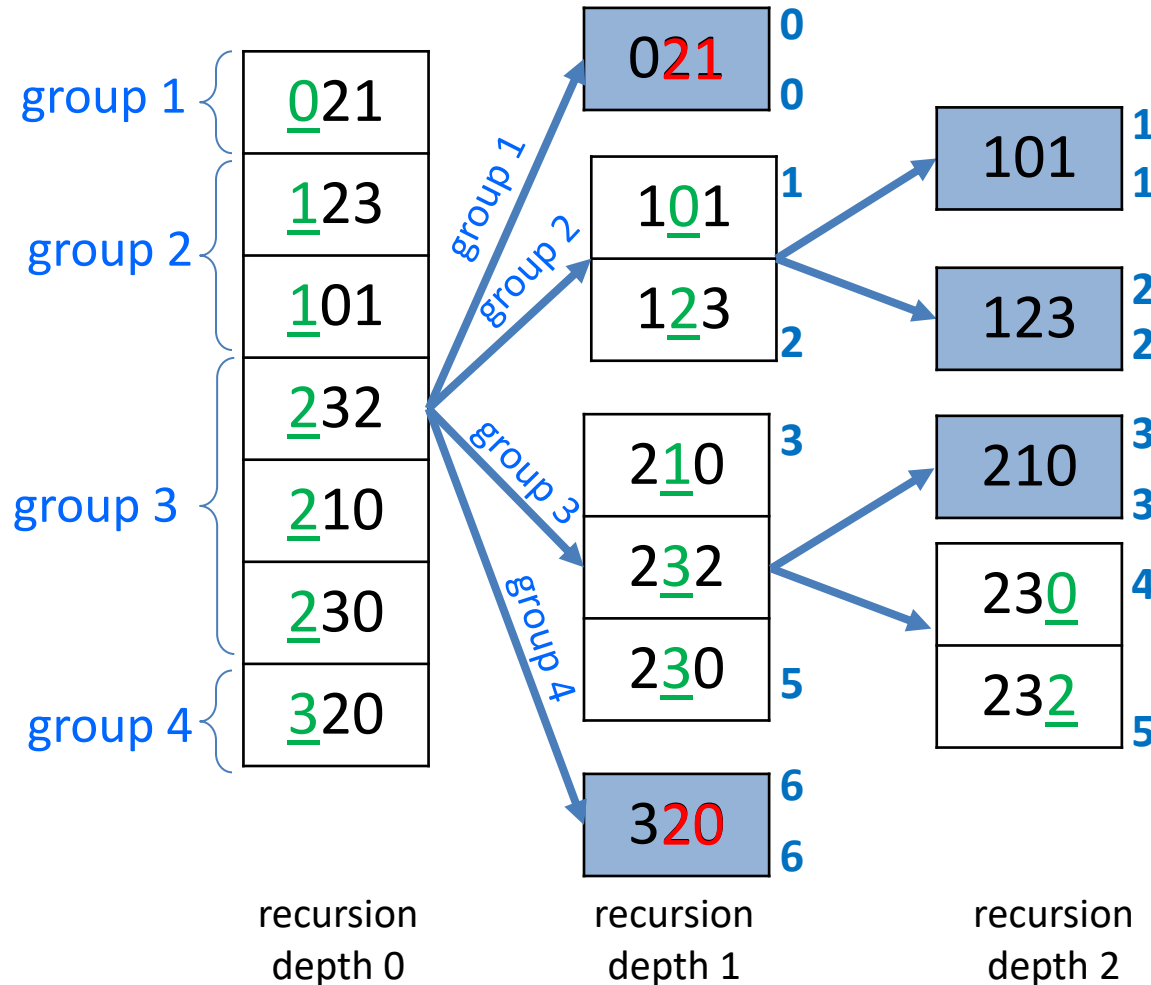 group 1
group 2
group 3
group 4
021
123
101
232
210
230
320
recursion
depth 0
group 1
group 2
group 3
group 4
021
0
0
101
123
1
2
210
232
230
3
5
320
6
6
recursion
depth 1
101
1
1
123
2
2
210
3
3
230
232
4
5
recursion
depth 2